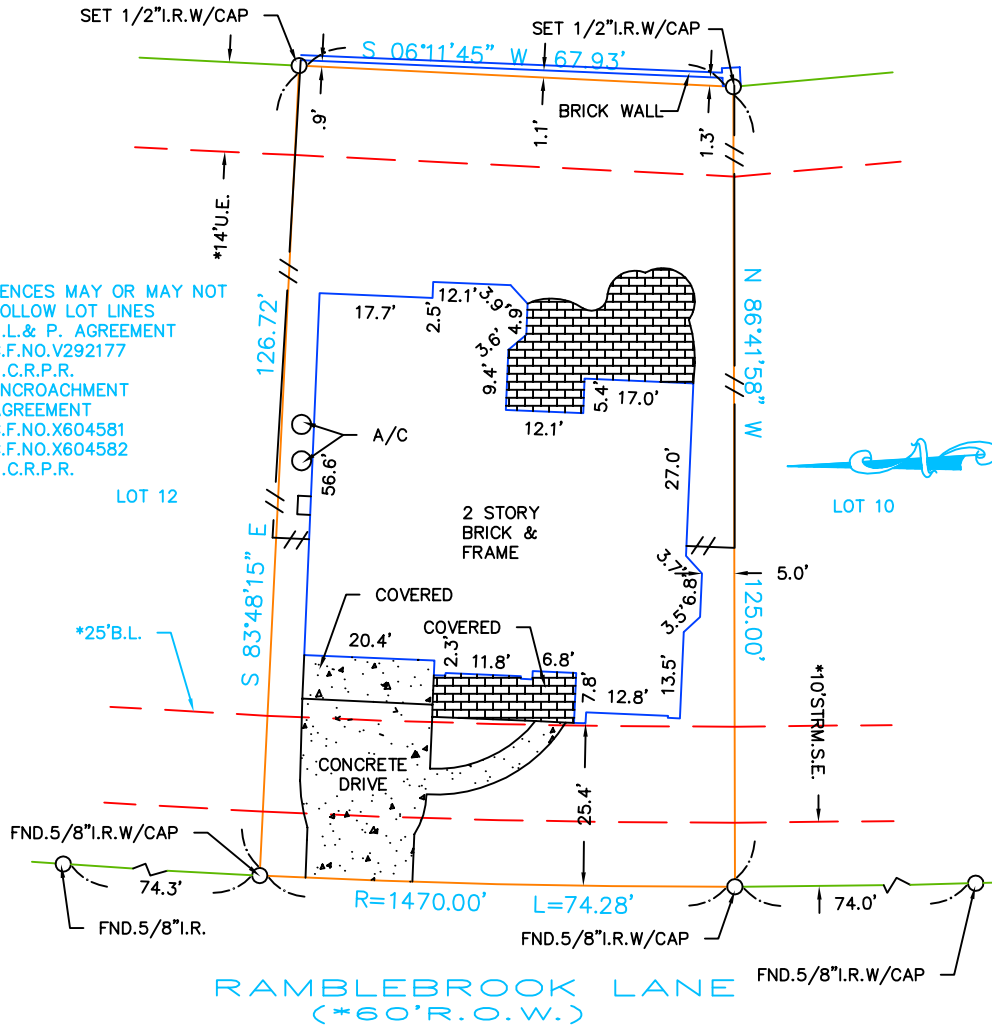 SET 1/2"I.R.W/CAP
SET 1/2"I.R.W/CAP
S 06°11'45" W 67.93'
BRICK WALL
.9'
1.1'
1.3'
*14'U.E.
ENCES MAY OR MAY NOT
OLLOW LOT LINES
.L.& P. AGREEMENT
.F.NO.V292177
.C.R.P.R.
NCROACHMENT
GREEMENT
.F.NO.X604581
.F.NO.X604582
.C.R.P.R.
LOT 12
126.72'
S 83°48'15" E
N 86°41'58" W
125.00'
LOT 10
17.7'
2.5'
12.1'
3.9'
4.9'
3.6'
9.4'
12.1'
5.4'
17.0'
A/C
56.6'
27.0'
2 STORY
BRICK &
FRAME
3.7'
6.8'
3.5'
5.0'
COVERED
COVERED
*25'B.L.
20.4'
2.3'
11.8'
6.8'
7.8'
12.8'
13.5'
*10'STRM.S.E.
CONCRETE
DRIVE
25.4'
FND.5/8"I.R.W/CAP
74.3'
R=1470.00'
L=74.28'
74.0'
FND.5/8"I.R.
FND.5/8"I.R.W/CAP
FND.5/8"I.R.W/CAP
RAMBLEBROOK LANE
(*60'R.O.W.)